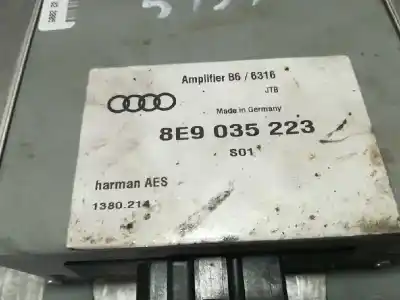 Amplifier B6 / 6316
JTB
Made in Germany
8E9 035 223
S01
harman AES
1380.214